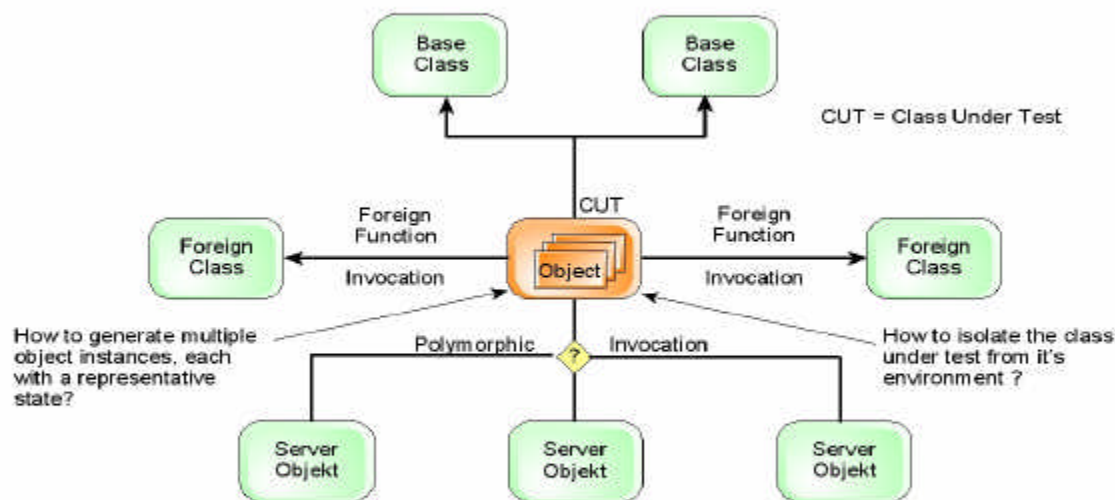 Base
Class
Base
Class
CUT = Class Under Test
CUT
Foreign
Function
Invocation
Foreign
Function
Invocation
Foreign
Class
Object
Foreign
Class
How to generate multiple
object instances, each
with a representative
state?
How to isolate the class
under test from it's
environment ?
Polymorphic
?
Invocation
Server
Objekt
Server
Objekt
Server
Objekt